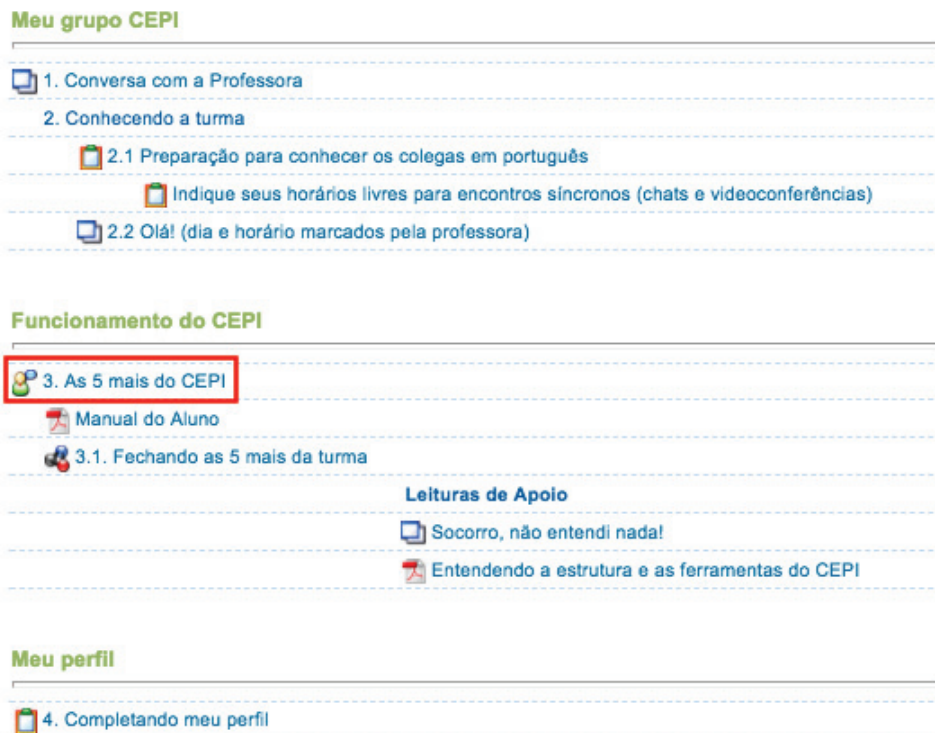 Meu grupo CEPI
1. Conversa com a Professora
2. Conhecendo a turma
2.1 Preparação para conhecer os colegas em português
Indique seus horários livres para encontros síncronos (chats e videoconferências)
2.2 Olá! (dia e horário marcados pela professora)
Funcionamento do CEPI
3. As 5 mais do CEPI
Manual do Aluno
3.1. Fechando as 5 mais da turma
Leituras de Apoio
Socorro, não entendi nada!
Entendendo a estrutura e as ferramentas do CEPI
Meu perfil
4. Completando meu perfil